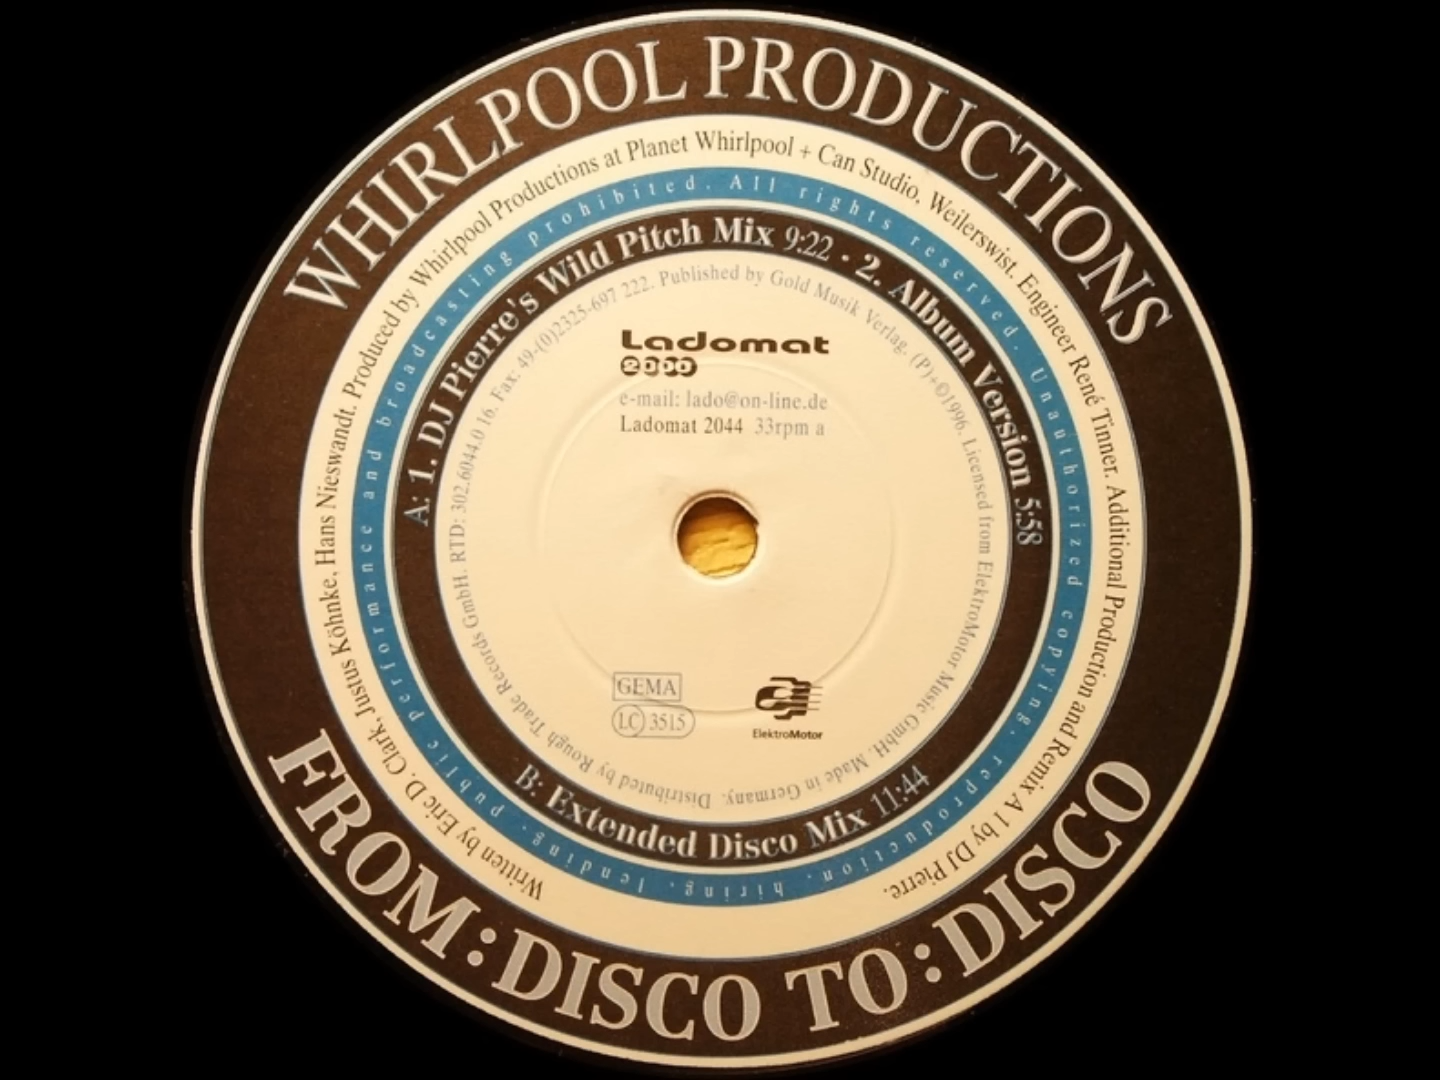 WHIRLPOOL PRODUCTIONS
FROM: DISCO TO: DISCO
Written by Eric D. Clark, Justus Köhnke, Hans Nieswandt. Produced by Whirlpool Productions at Planet Whirlpool + Can Studio, Weilerswist. Engineer René Tinner. Additional Production and Remix A 1 by DJ Pierre.
All rights reserved. Unauthorized copying, reproduction, hiring, lending, public performance and broadcasting prohibited.
A: 1. DJ Pierre's Wild Pitch Mix 9:22 · 2. Album Version 5:58
B: Extended Disco Mix 11:44
Published by Gold Musik Verlag. (P)+©1996. Licensed from ElektroMotor Music GmbH. Made in Germany. Distributed by Rough Trade Records GmbH. RTD: 302.6044.0 16. Fax: 49-(0)2325-697 222.
Ladomat
2000
e-mail: lado@on-line.de
Ladomat 2044 33rpm a
GEMA
LC 3515
ElektroMotor